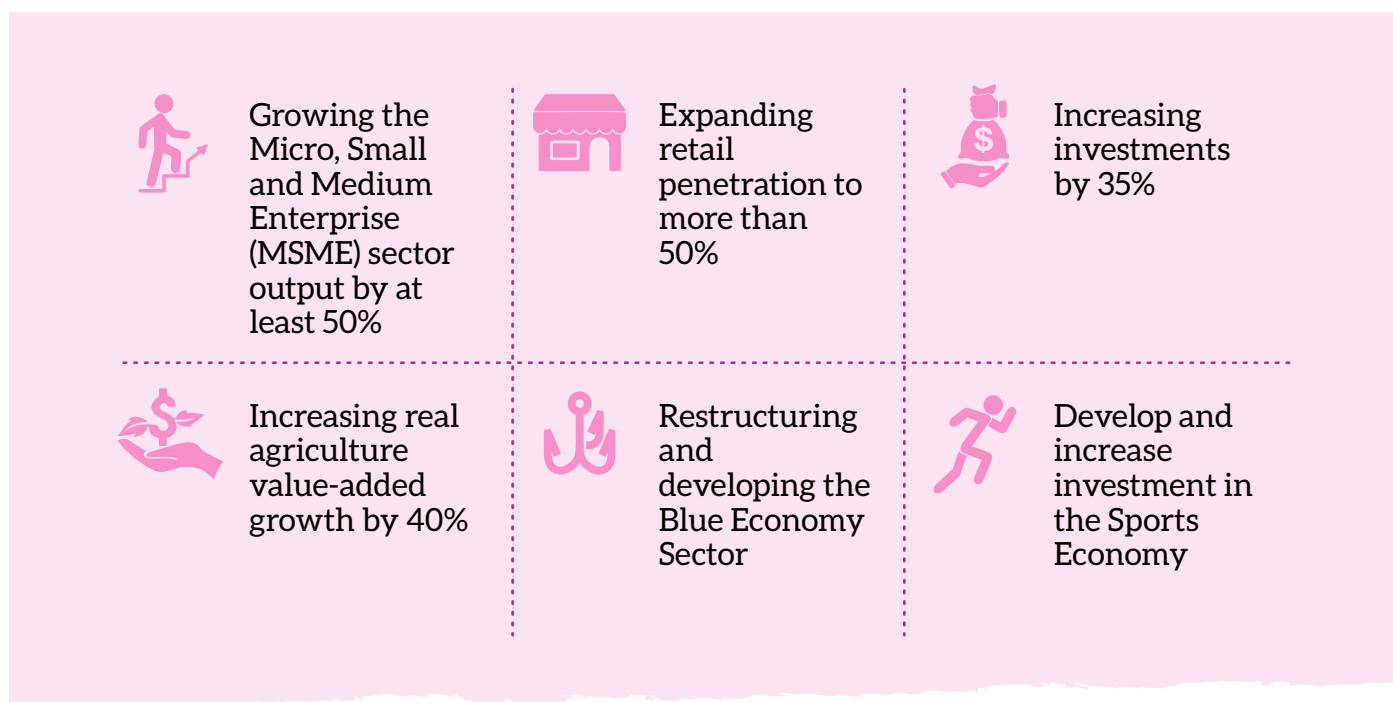 Growing the
Micro, Small
and Medium
Enterprise
(MSME) sector
output by at
least 50%
Expanding
retail
penetration to
more than
50%
Increasing
investments
by 35%
Increasing real
agriculture
value-added
growth by 40%
Restructuring
and
developing the
Blue Economy
Sector
Develop and
increase
investment in
the Sports
Economy